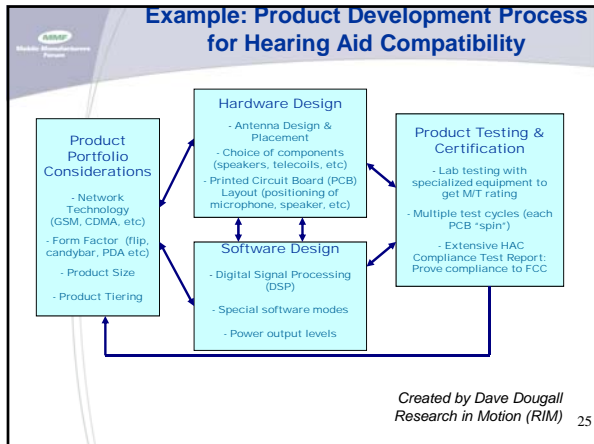 Example: Product Development Process
for Hearing Aid Compatibility
MMF
Mobile Manufacturers
Forum
Product
Portfolio
Considerations
- Network
Technology
(GSM, CDMA, etc)
- Form Factor (flip,
candybar, PDA etc)
- Product Size
- Product Tiering
Hardware Design
- Antenna Design &
Placement
- Choice of components
(speakers, telecoils, etc)
- Printed Circuit Board (PCB)
Layout (positioning of
microphone, speaker, etc)
Software Design
- Digital Signal Processing
(DSP)
- Special software modes
- Power output levels
Product Testing &
Certification
- Lab testing with
specialized equipment to
get M/T rating
- Multiple test cycles (each
PCB "spin")
- Extensive HAC
Compliance Test Report:
Prove compliance to FCC
Created by Dave Dougall
Research in Motion (RIM)
25